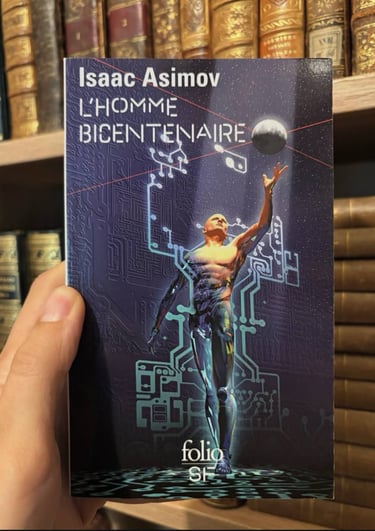 Isaac Asimov
L'HOMME
BICENTENAIRE
folio
SF